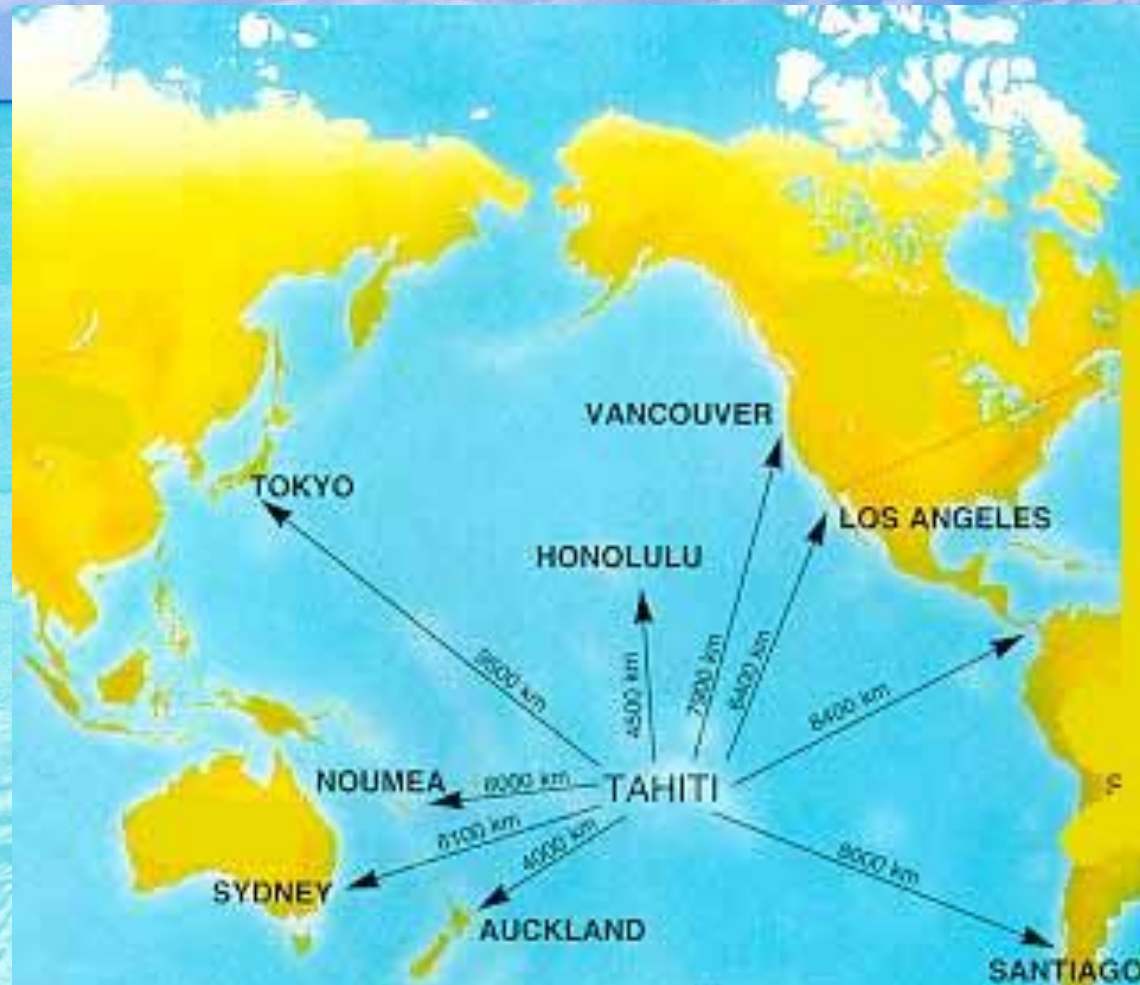 VANCOUVER
TOKYO
LOS ANGELES
HONOLULU
9500 km
4500 km
7900 km
6400 km
8400 km
NOUMEA
6000 km
TAHITI
6100 km
4000 km
8000 km
SYDNEY
AUCKLAND
SANTIAGO